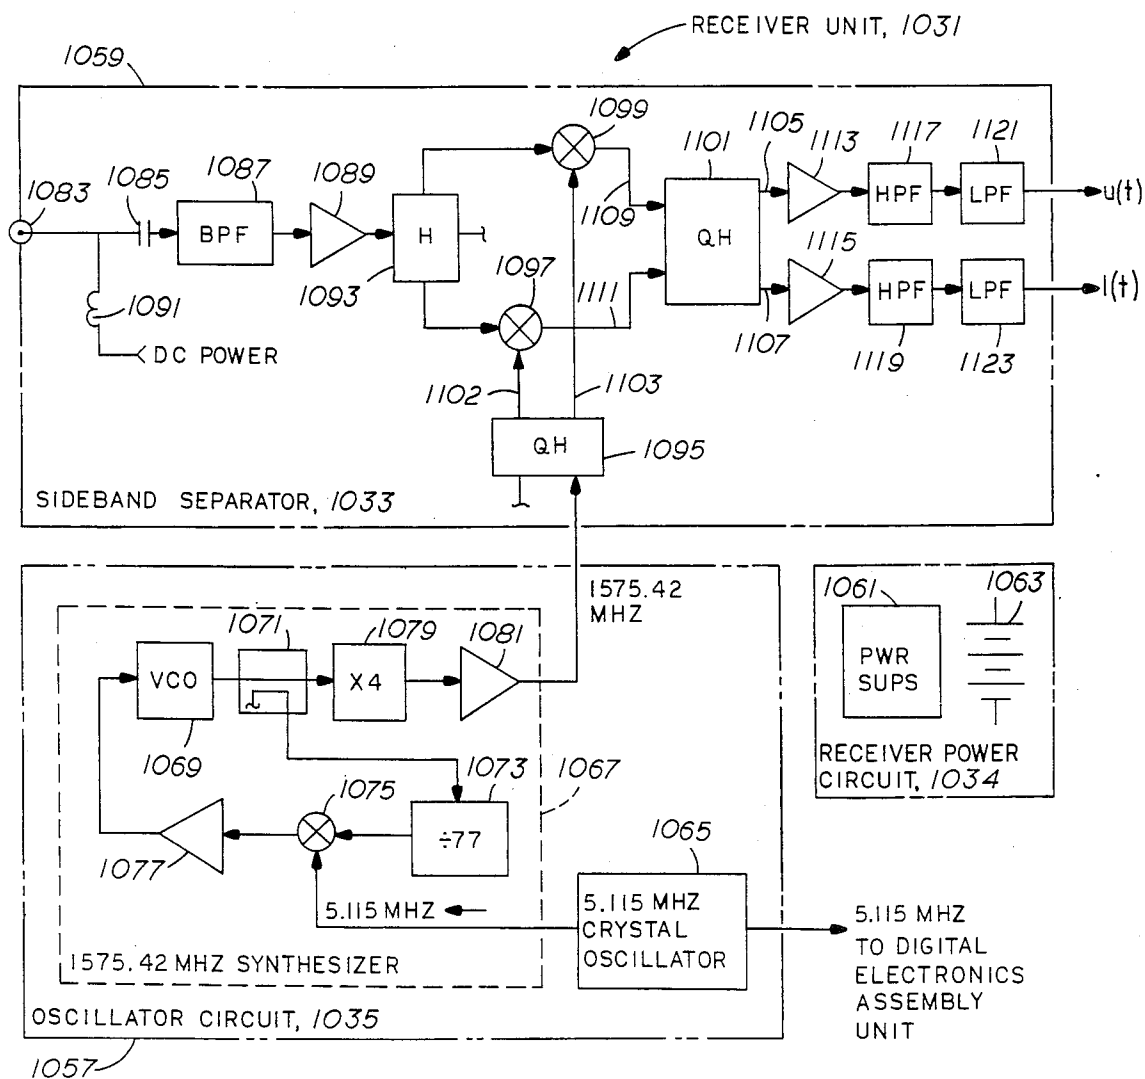 RECEIVER UNIT, 1031
1059
1083
1085
1087
1089
1099
1101
1105
1113
1117
1121
BPF
H
1109
QH
HPF
LPF
u(t)
1091
1093
1097
1111
1107
1115
HPF
LPF
l(t)
1119
1123
DC POWER
1102
1103
QH
1095
SIDEBAND SEPARATOR, 1033
1575.42
MHZ
1071
1079
1081
VCO
X4
1069
1073
1067
1075
÷77
1077
5.115 MHZ
1575.42 MHZ SYNTHESIZER
1065
5.115 MHZ
CRYSTAL
OSCILLATOR
OSCILLATOR CIRCUIT, 1035
1057
1061
1063
PWR
SUPS
RECEIVER POWER
CIRCUIT, 1034
5.115 MHZ
TO DIGITAL
ELECTRONICS
ASSEMBLY
UNIT